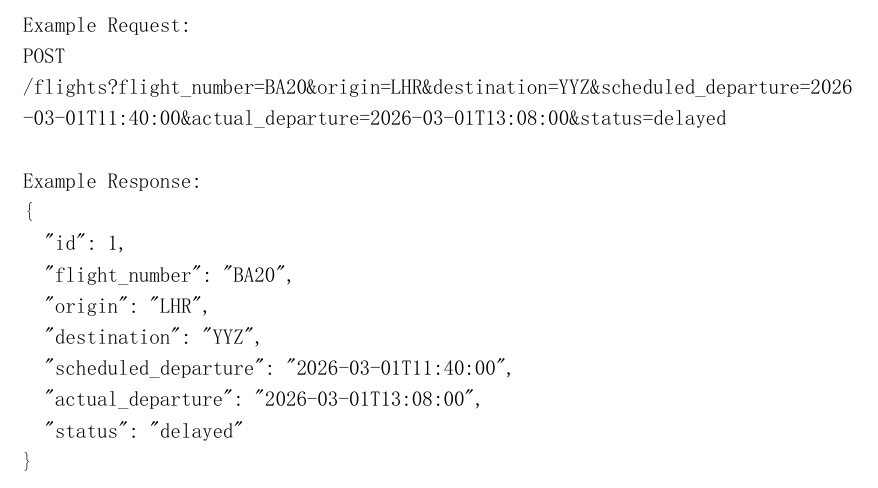 Example Request:
POST
/flights?flight_number=BA20&origin=LHR&destination=YYZ&scheduled_departure=2026
-03-01T11:40:00&actual_departure=2026-03-01T13:08:00&status=delayed
Example Response:
{
  "id": 1,
  "flight_number": "BA20",
  "origin": "LHR",
  "destination": "YYZ",
  "scheduled_departure": "2026-03-01T11:40:00",
  "actual_departure": "2026-03-01T13:08:00",
  "status": "delayed"
}